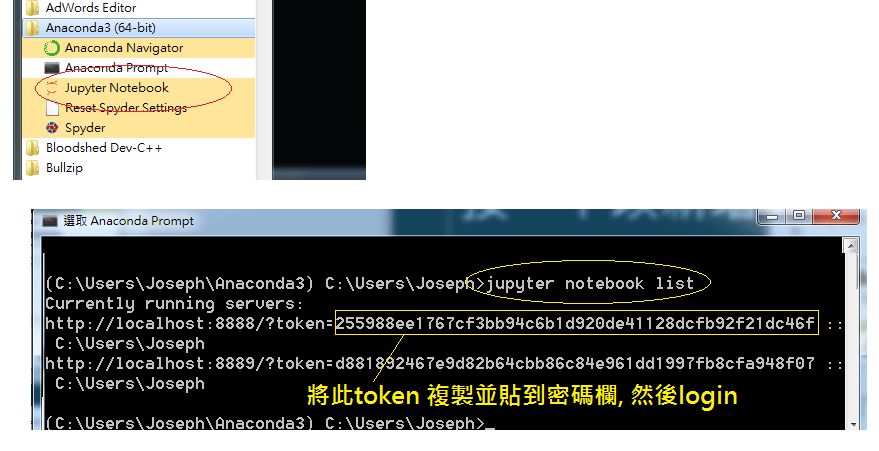 AdWords Editor
Anaconda3 (64-bit)
Anaconda Navigator
Anaconda Prompt
Jupyter Notebook
Reset Spyder Settings
Spyder
Bloodshed Dev-C++
Bullzip
選取 Anaconda Prompt
(C:\Users\Joseph\Anaconda3) C:\Users\Joseph>jupyter notebook list
Currently running servers:
http://localhost:8888/?token=255988ee1767cf3bb94c6b1d920de41128dcfb92f21dc46f ::
C:\Users\Joseph
http://localhost:8889/?token=d881892467e9d82b64cbb86c84e961dd1997fb8cfa948f07 ::
C:\Users\Joseph
將此token 複製並貼到密碼欄, 然後login
(C:\Users\Joseph\Anaconda3) C:\Users\Joseph>_